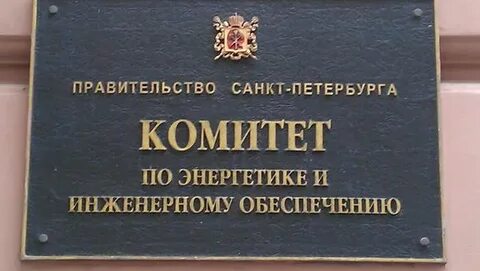 ПРАВИТЕЛЬСТВО САНКТ-ПЕТЕРБУРГА
КОМИТЕТ
ПО ЭНЕРГЕТИКЕ И
ИНЖЕНЕРНОМУ ОБЕСПЕЧЕНИЮ